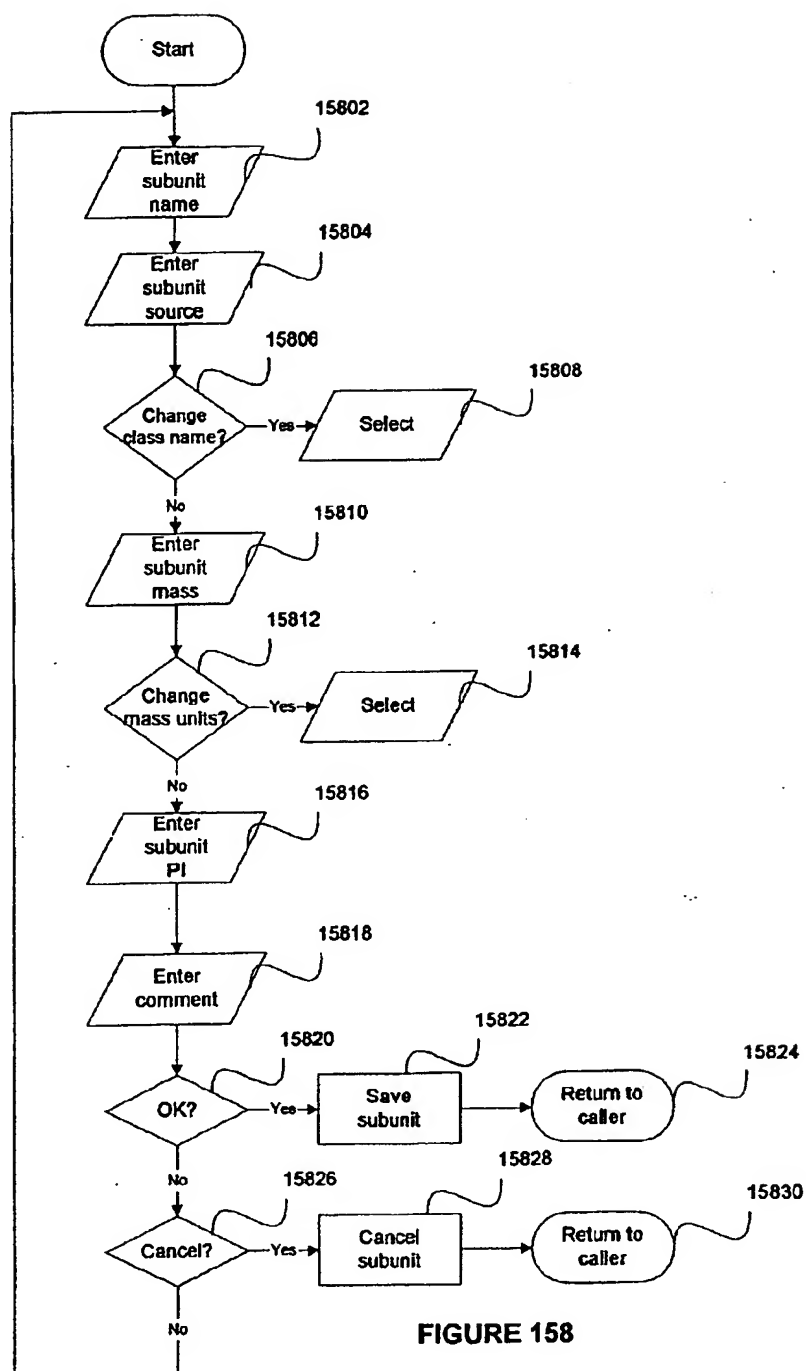 Start
15802
Enter
subunit
name
15804
Enter
subunit
source
15806
15808
Change
class name?
Yes
Select
No
15810
Enter
subunit
mass
15812
15814
Change
mass units?
Yes
Select
No
15816
Enter
subunit
PI
15818
Enter
comment
15820
15822
15824
OK?
Yes
Save
subunit
Return to
caller
No
15826
15828
15830
Cancel?
Yes
Cancel
subunit
Return to
caller
No
FIGURE 158